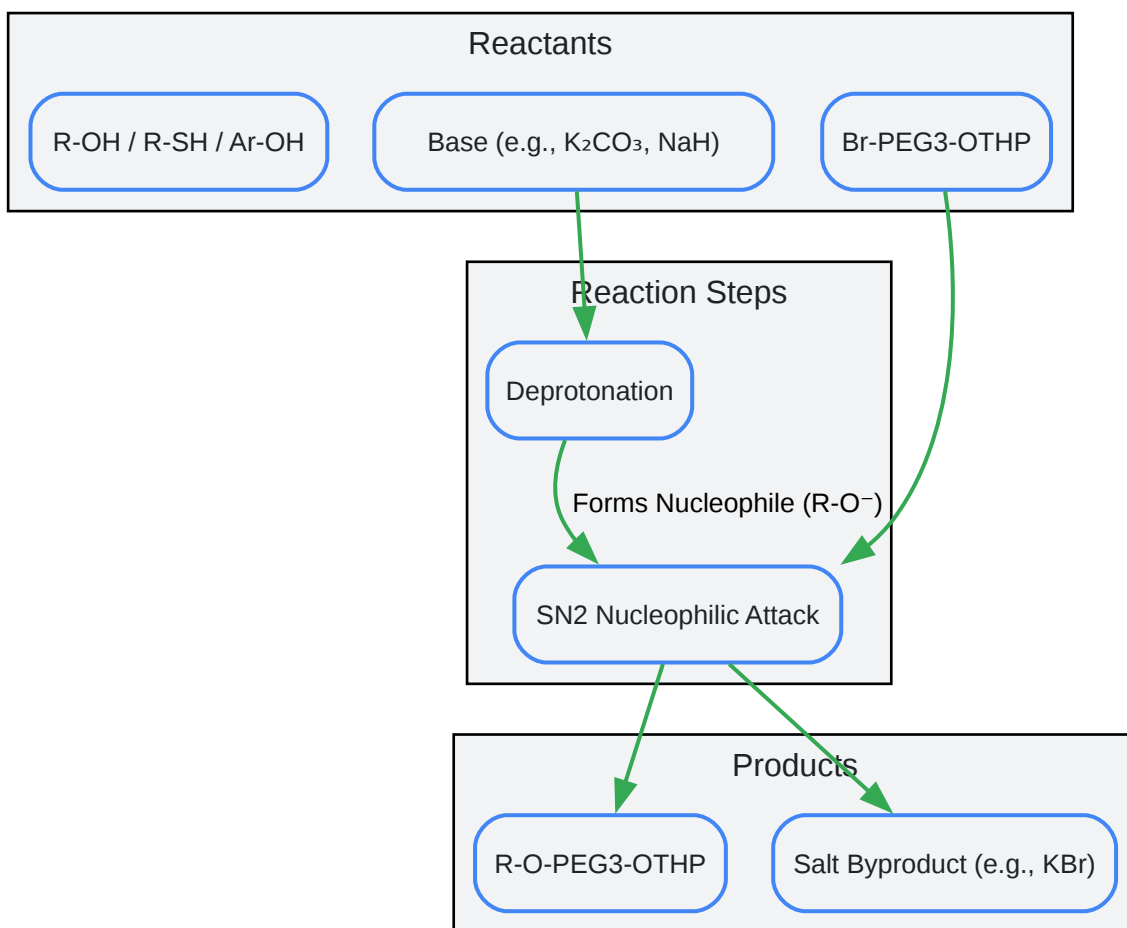 Reactants
R-OH / R-SH / Ar-OH
Base (e.g., K₂CO₃, NaH)
Br-PEG3-OTHP
Reaction Steps
Deprotonation
Forms Nucleophile (R-O⁻)
SN2 Nucleophilic Attack
Products
R-O-PEG3-OTHP
Salt Byproduct (e.g., KBr)